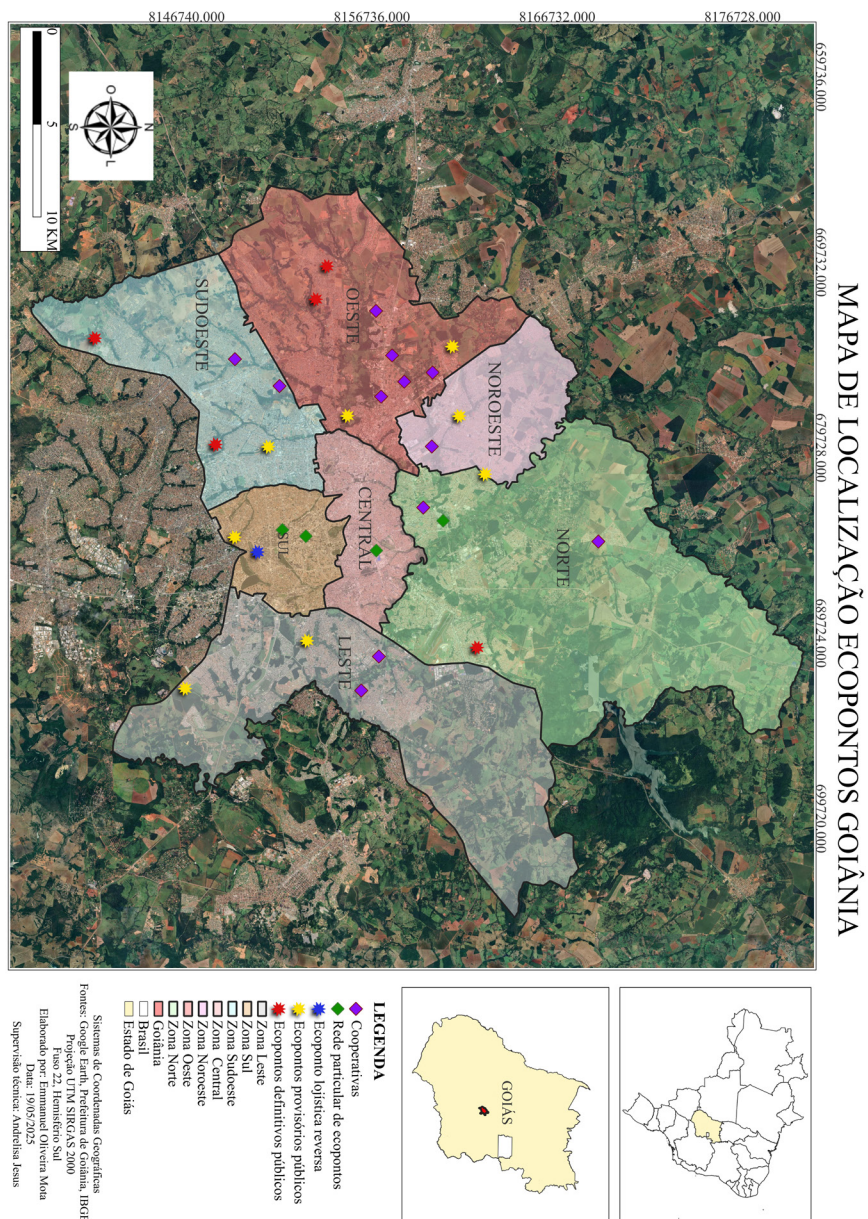 MAPA DE LOCALIZAÇÃO ECOPONTOS GOIÂNIA
659736.000
669732.000
679728.000
689724.000
699720.000
8176728.000
8166732.000
8156736.000
8146740.000
N
O
L
S
0
5
10 KM
NOROESTE
NORTE
OESTE
CENTRAL
SUDOESTE
SUL
LESTE
GOIÁS
LEGENDA
Cooperativas
Rede particular de ecopontos
Ecoponto lojística reversa
Ecopontos provisórios públicos
Ecopontos definitivos públicos
Zona Leste
Zona Sul
Zona Sudoeste
Zona Central
Zona Noroeste
Zona Norte
Zona Oeste
Goiânia
Brasil
Estado de Goiás
Sistemas de Coordenadas Geográficas
Fontes: Google Earth, Prefeitura de Goiânia, IBGE
Projeção UTM SIRGAS 2000
Fuso 22, Hemisfério Sul
Elaborado por: Emmanuel Oliveira Mota
Data: 19/05/2025
Supervisão técnica: Andrelisa Jesus